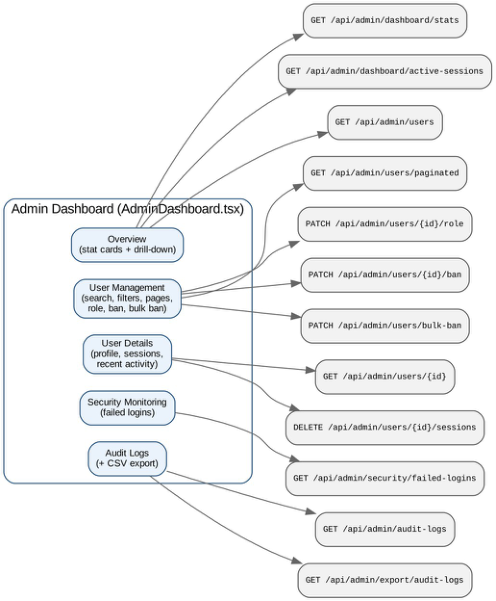 Admin Dashboard (AdminDashboard.tsx)
Overview
(stat cards + drill-down)
User Management
(search, filters, pages,
role, ban, bulk ban)
User Details
(profile, sessions,
recent activity)
Security Monitoring
(failed logins)
Audit Logs
(+ CSV export)
GET /api/admin/dashboard/stats
GET /api/admin/dashboard/active-sessions
GET /api/admin/users
GET /api/admin/users/paginated
PATCH /api/admin/users/{id}/role
PATCH /api/admin/users/{id}/ban
PATCH /api/admin/users/bulk-ban
GET /api/admin/users/{id}
DELETE /api/admin/users/{id}/sessions
GET /api/admin/security/failed-logins
GET /api/admin/audit-logs
GET /api/admin/export/audit-logs